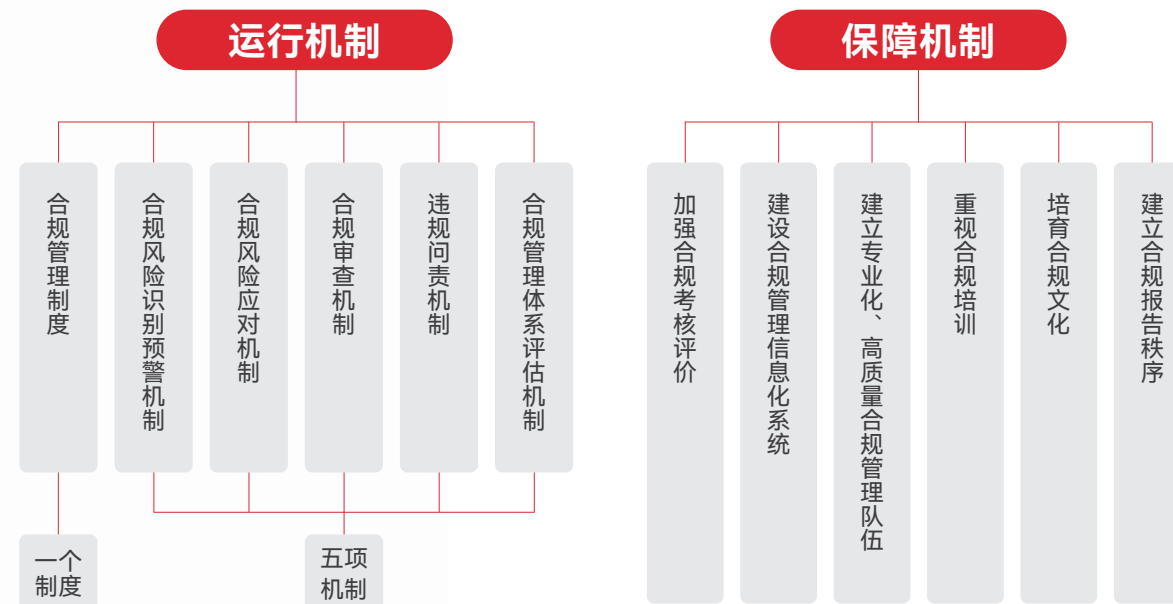 运行机制
合规管理制度
合规风险识别预警机制
合规风险应对机制
合规审查机制
违规问责机制
合规管理体系评估机制
一个
制度
五项
机制
保障机制
加强合规考核评价
建设合规管理信息化系统
建立专业化、高质量合规管理队伍
重视合规培训
培育合规文化
建立合规报告秩序